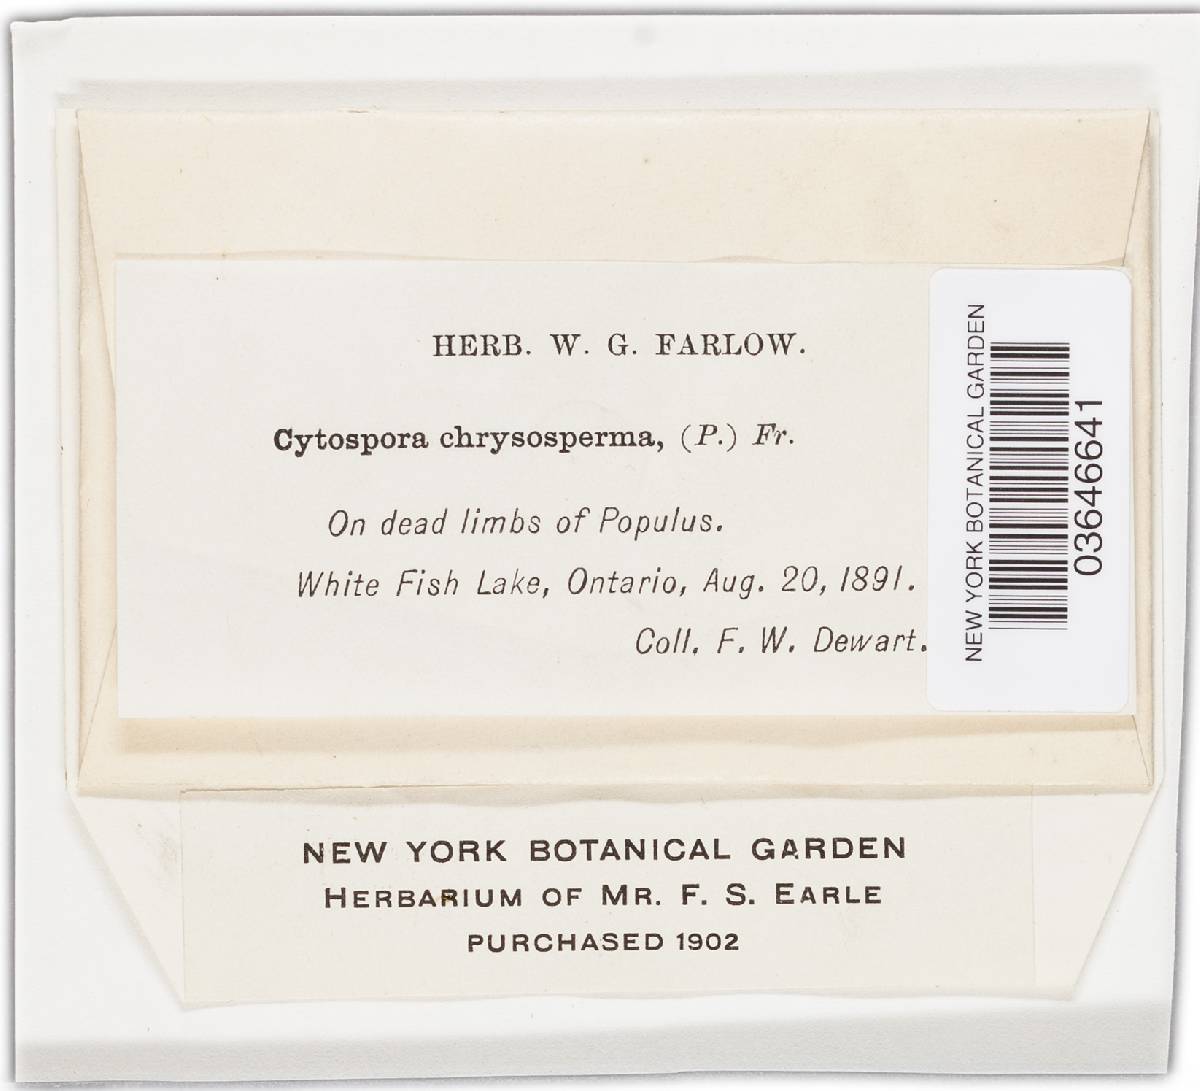 HERB. W. G. FARLOW.
Cytospora chrysosperma, (P.) Fr.
On dead limbs of Populus.
White Fish Lake, Ontario, Aug. 20, 1891.
Coll. F. W. Dewart.
NEW YORK BOTANICAL GARDEN
03646641
NEW YORK BOTANICAL GARDEN
HERBARIUM OF MR. F. S. EARLE
PURCHASED 1902